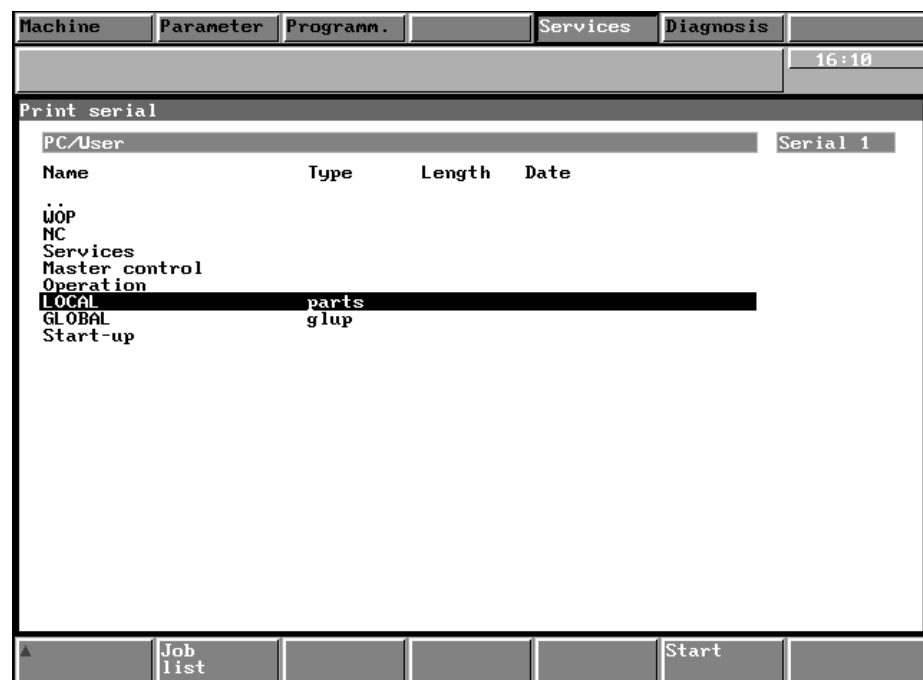 Machine Parameter Programm. Services Diagnosis
16:10
Print serial
PC/User Serial 1
Name Type Length Date
..
WOP
NC
Services
Master control
Operation
LOCAL parts
GLOBAL glup
Start-up
Job list Start